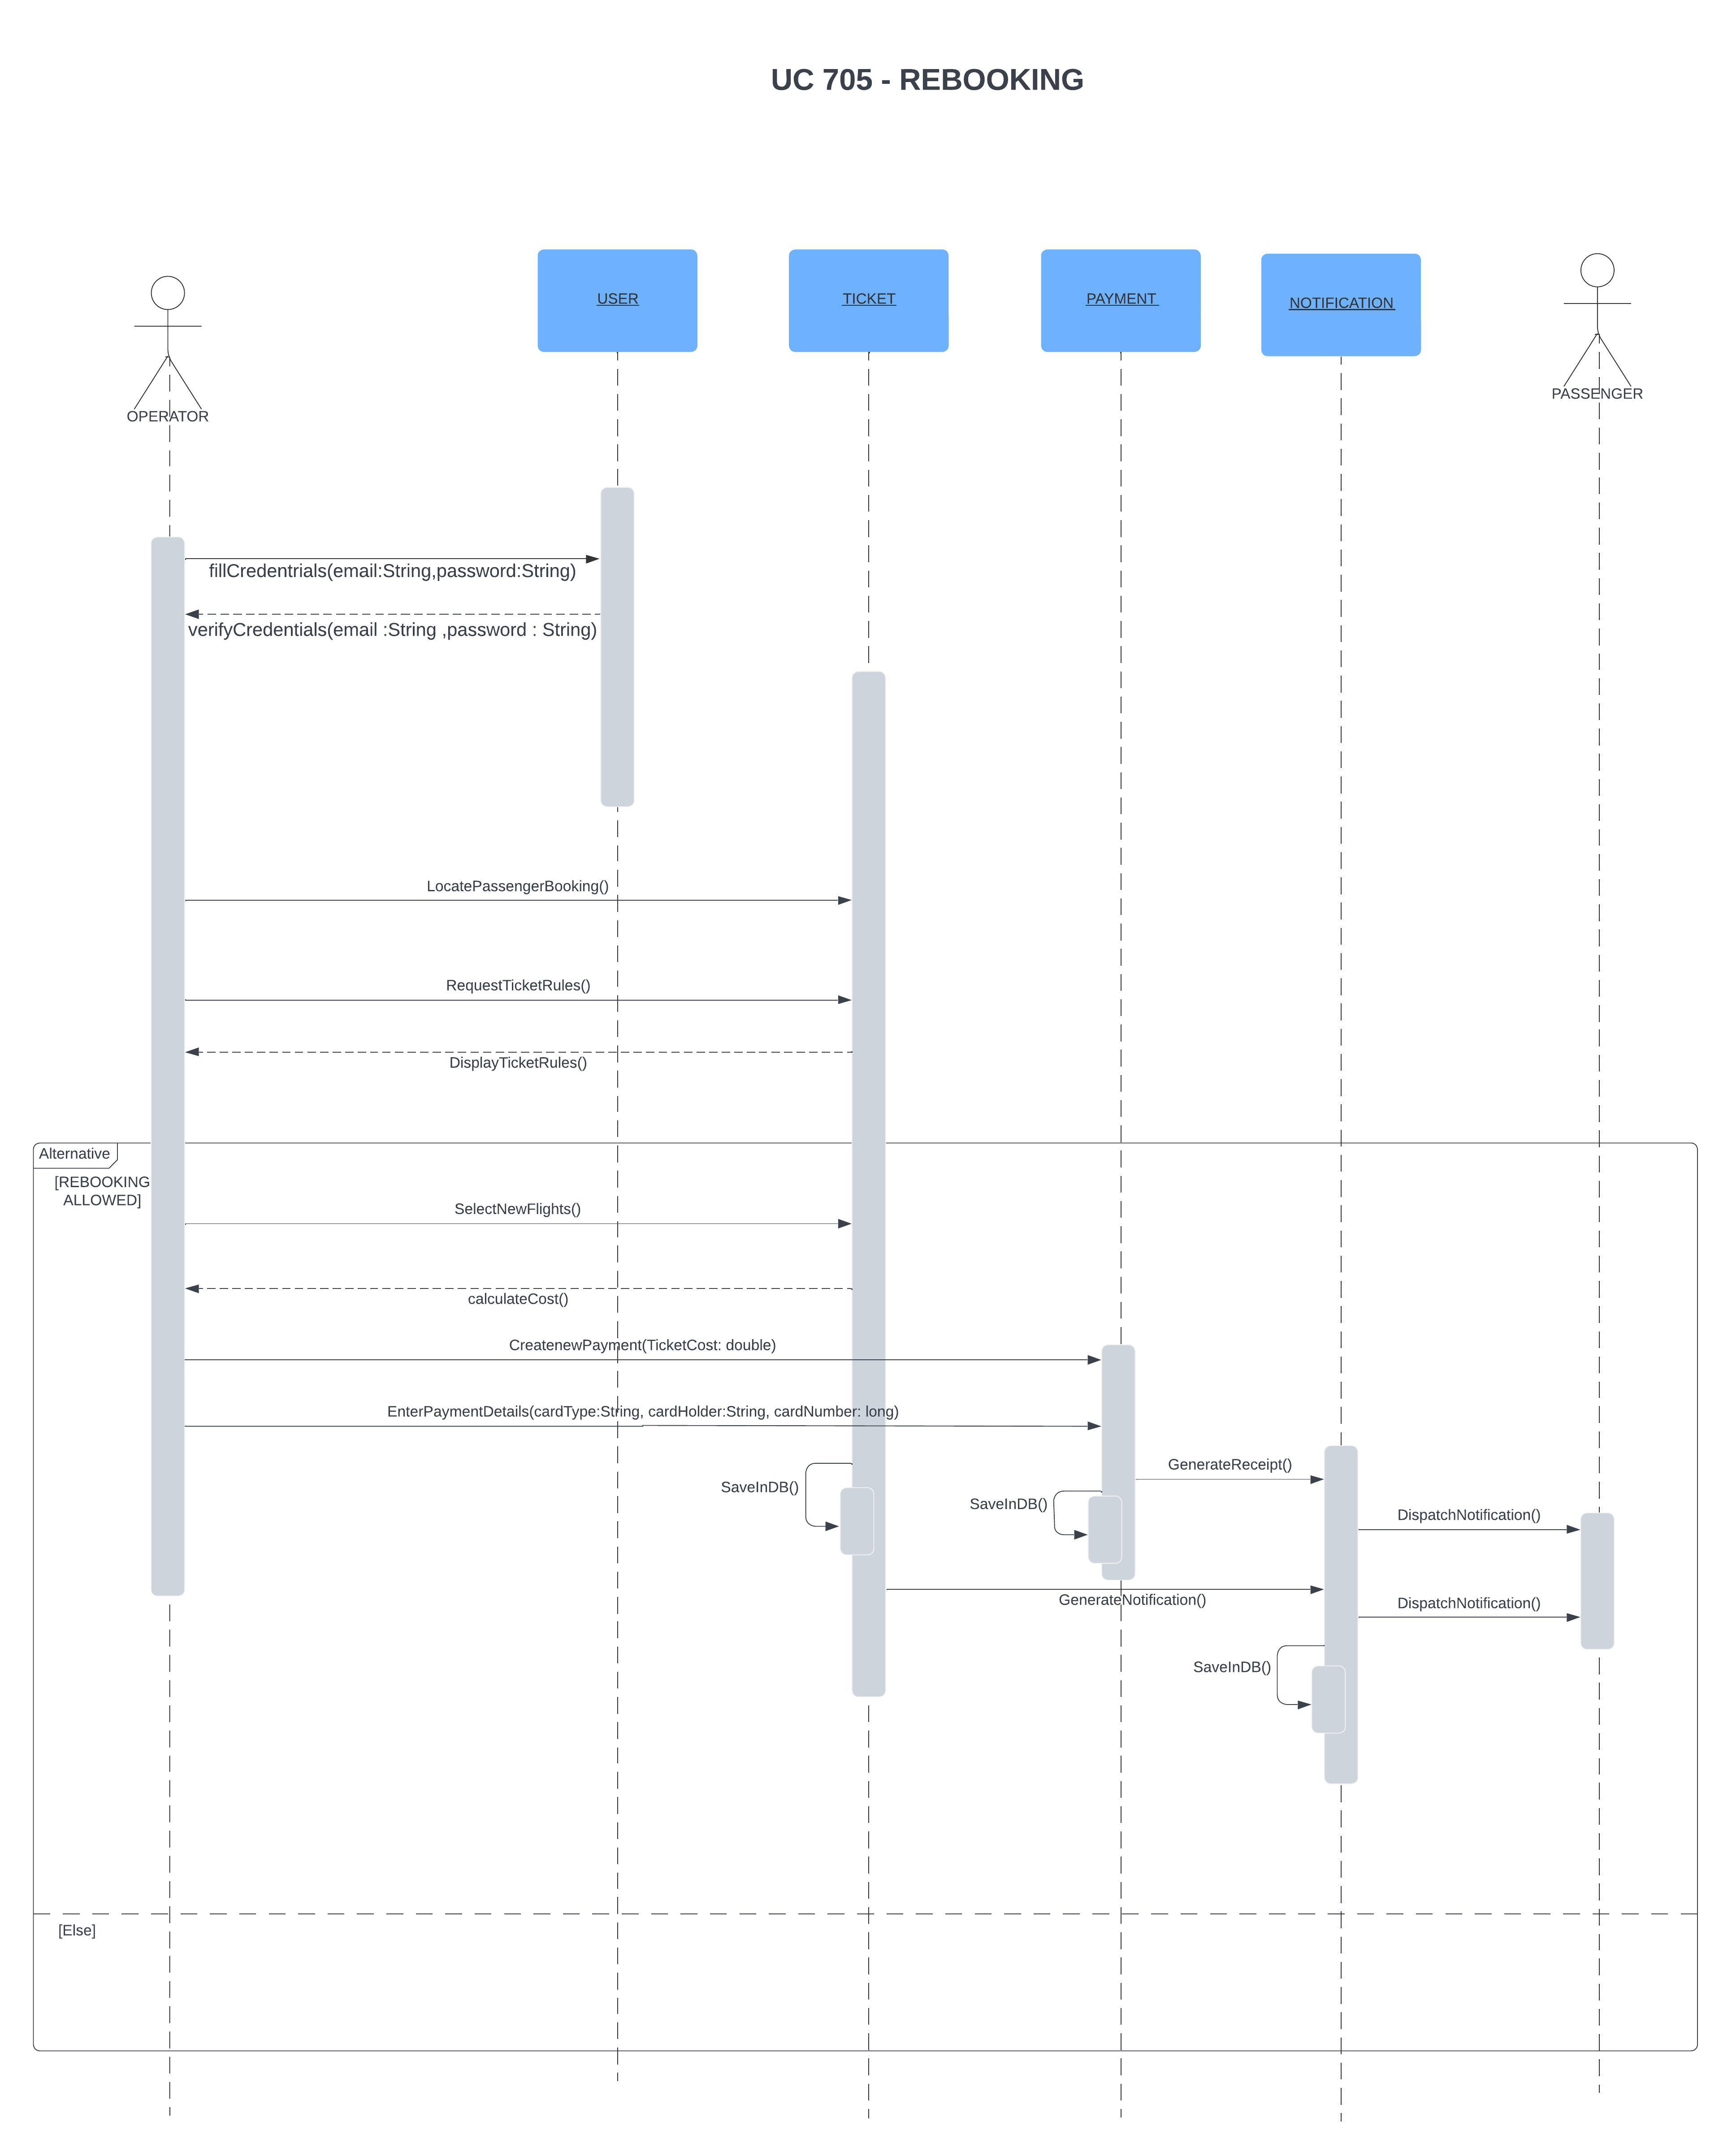 UC 705 - REBOOKING
USER
TICKET
PAYMENT
NOTIFICATION
OPERATOR
PASSENGER
fillCredentrials(email:String,password:String)
verifyCredentials(email :String ,password : String)
LocatePassengerBooking()
RequestTicketRules()
DisplayTicketRules()
Alternative
[REBOOKING
ALLOWED]
SelectNewFlights()
calculateCost()
CreatenewPayment(TicketCost: double)
EnterPaymentDetails(cardType:String, cardHolder:String, cardNumber: long)
GenerateReceipt()
SaveInDB()
SaveInDB()
DispatchNotification()
GenerateNotification()
DispatchNotification()
SaveInDB()
[Else]